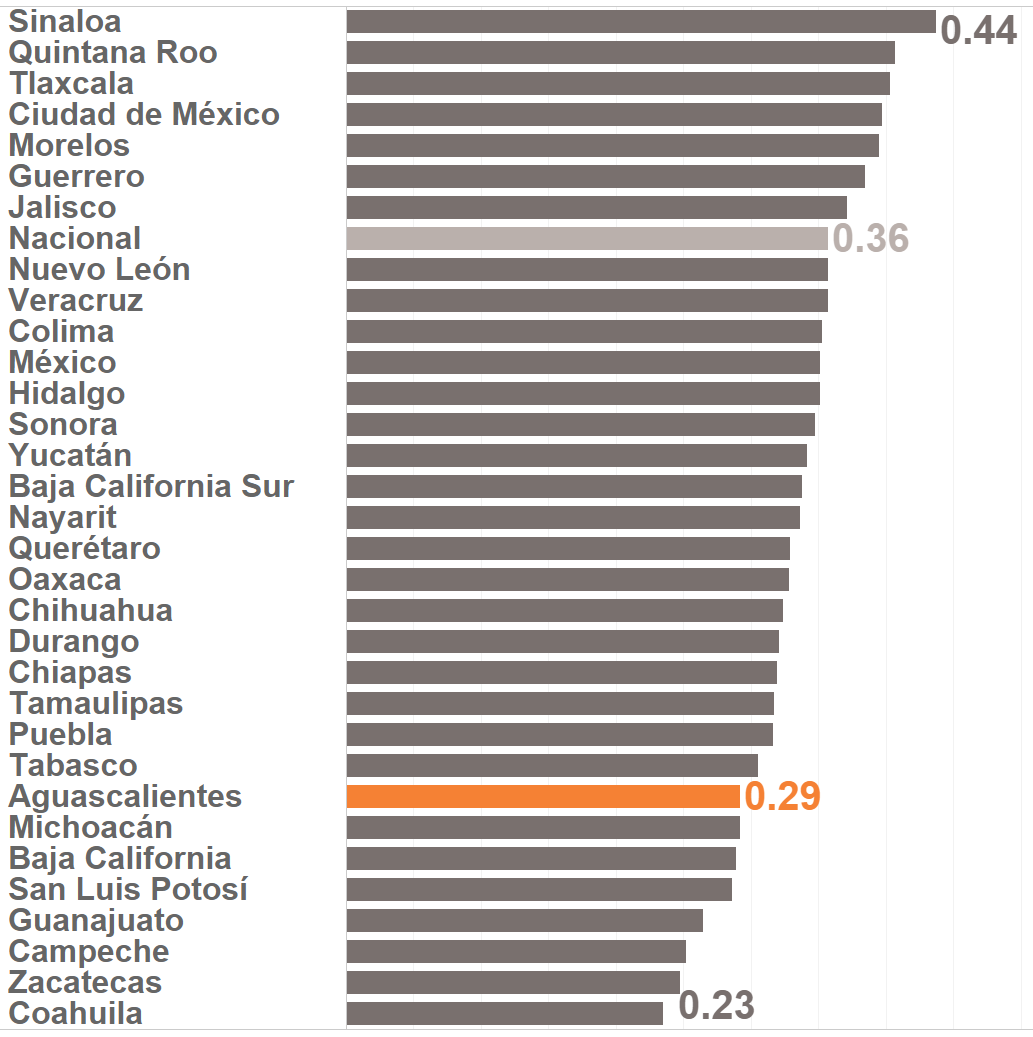 Sinaloa 0.44
Quintana Roo
Tlaxcala
Ciudad de México
Morelos
Guerrero
Jalisco
Nacional 0.36
Nuevo León
Veracruz
Colima
México
Hidalgo
Sonora
Yucatán
Baja California Sur
Nayarit
Querétaro
Oaxaca
Chihuahua
Durango
Chiapas
Tamaulipas
Puebla
Tabasco
Aguascalientes 0.29
Michoacán
Baja California
San Luis Potosí
Guanajuato
Campeche
Zacatecas
Coahuila 0.23